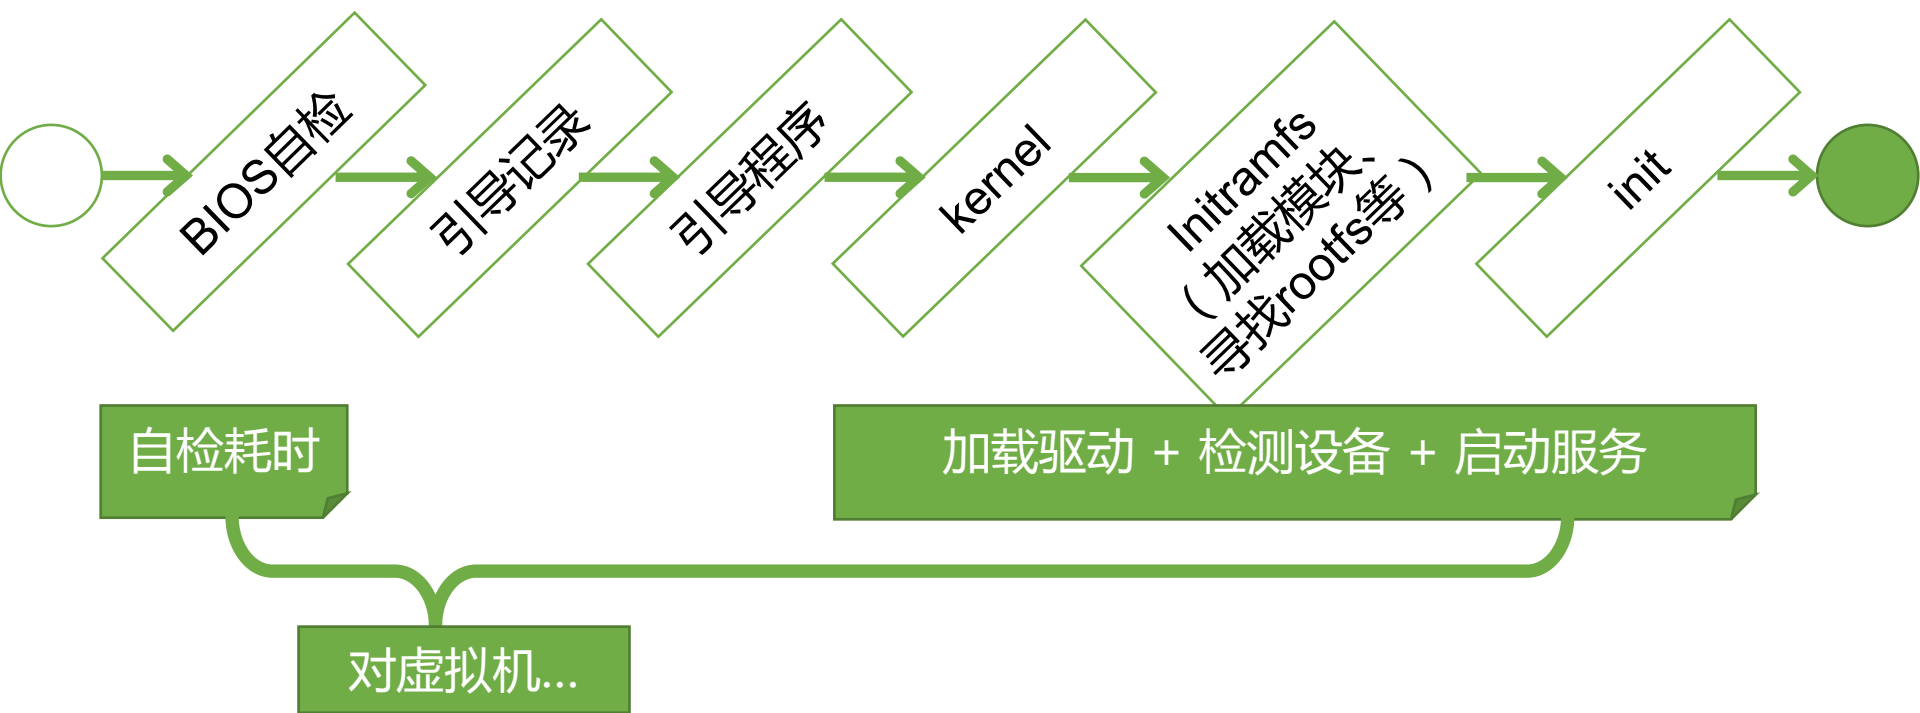 BIOS自检
引导记录
引导程序
kernel
Initramfs
（加载模块、
寻找rootfs等）
init
自检耗时
加载驱动 + 检测设备 + 启动服务
对虚拟机...